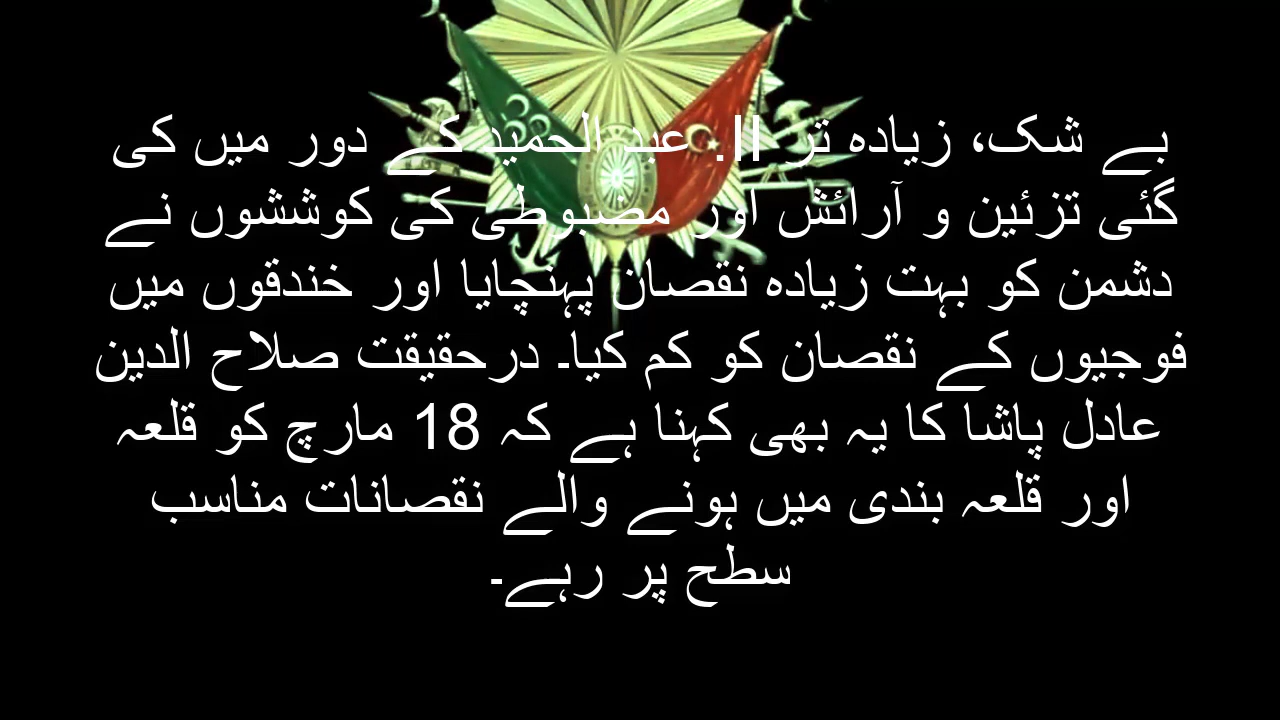 بے شک، زیادہ تر II. عبد الحمید کے دور میں کی
گئی تزئین و آرائش اور مضبوطی کی کوششوں نے
دشمن کو بہت زیادہ نقصان پہنچایا اور خندقوں میں
فوجیوں کے نقصان کو کم کیا۔ درحقیقت صلاح الدین
عادل پاشا کا یہ بھی کہنا ہے کہ 18 مارچ کو قلعہ
اور قلعہ بندی میں ہونے والے نقصانات مناسب
سطح پر رہے۔